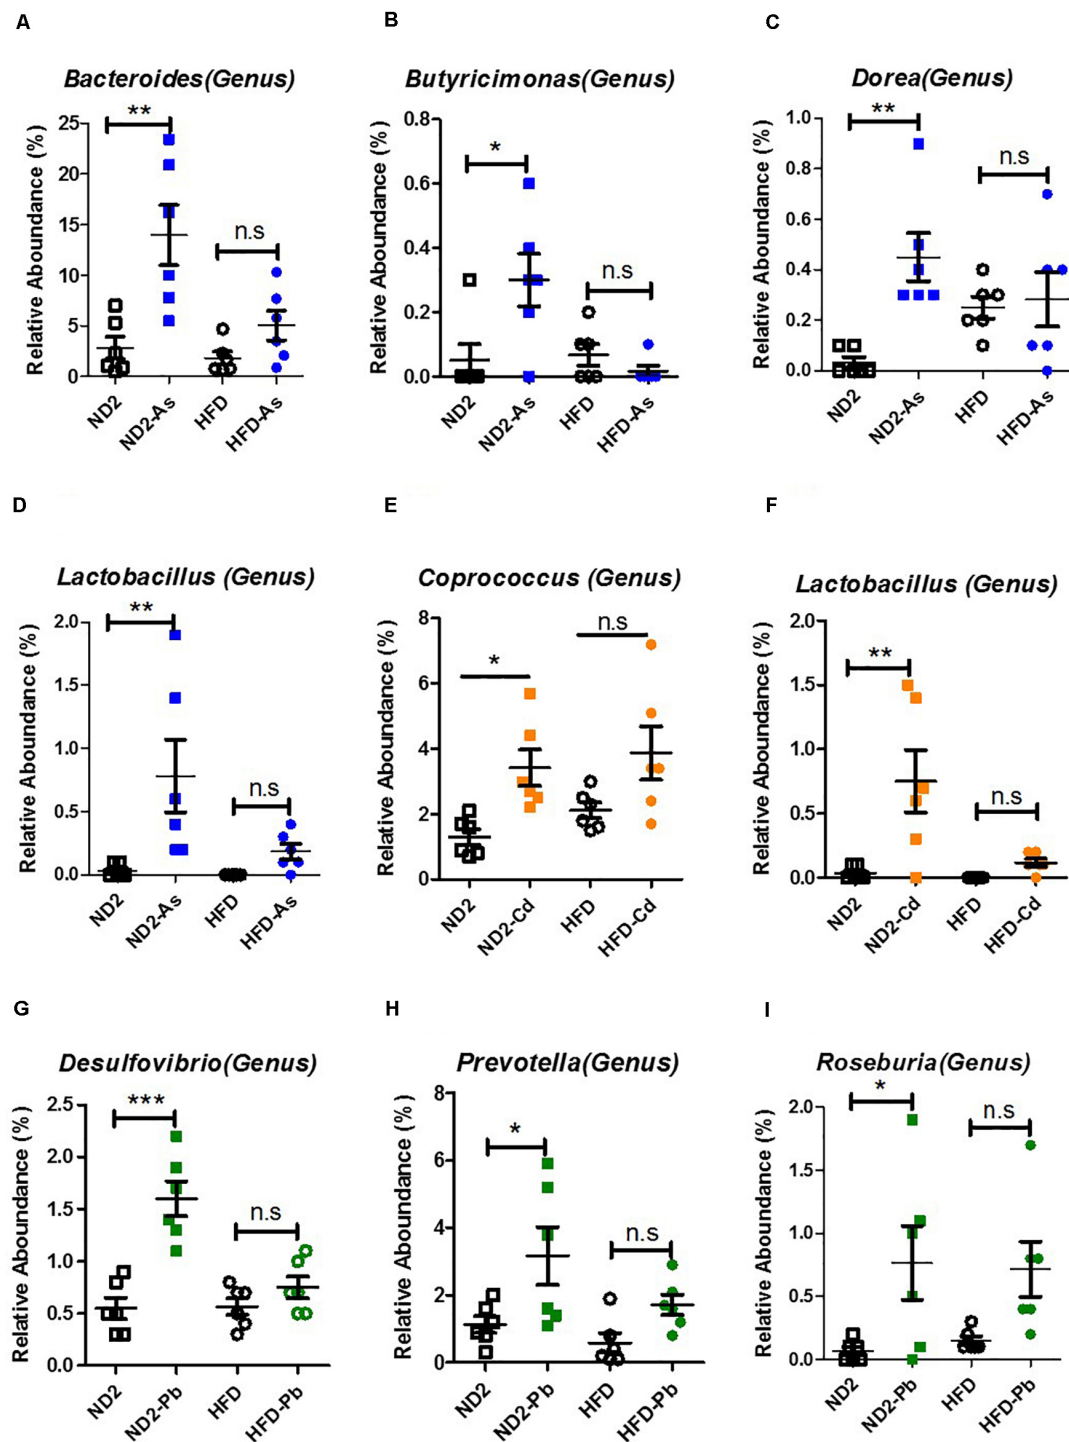 A
Bacteroides(Genus)
Relative Aboundance (%)
25
20
15
10
5
0
**
n.s
ND2
ND2-As
HFD
HFD-As
B
Butyricimonas(Genus)
Relative Aboundance (%)
0.8
0.6
0.4
0.2
0.0
*
n.s
ND2
ND2-As
HFD
HFD-As
C
Dorea(Genus)
Relative Aboundance (%)
1.0
0.8
0.6
0.4
0.2
0.0
**
n.s
ND2
ND2-As
HFD
HFD-As
D
Lactobacillus (Genus)
Relative Aboundance (%)
2.0
1.5
1.0
0.5
0.0
**
n.s
ND2
ND2-As
HFD
HFD-As
E
Coprococcus (Genus)
Relative Aboundance (%)
8
6
4
2
0
*
n.s
ND2
ND2-Cd
HFD
HFD-Cd
F
Lactobacillus (Genus)
Relative Aboundance (%)
2.0
1.5
1.0
0.5
0.0
**
n.s
ND2
ND2-Cd
HFD
HFD-Cd
G
Desulfovibrio(Genus)
Relative Aboundance (%)
2.5
2.0
1.5
1.0
0.5
0.0
***
n.s
ND2
ND2-Pb
HFD
HFD-Pb
H
Prevotella(Genus)
Relative Aboundance (%)
8
6
4
2
0
*
n.s
ND2
ND2-Pb
HFD
HFD-Pb
I
Roseburia(Genus)
Relative Aboundance (%)
2.0
1.5
1.0
0.5
0.0
*
n.s
ND2
ND2-Pb
HFD
HFD-Pb